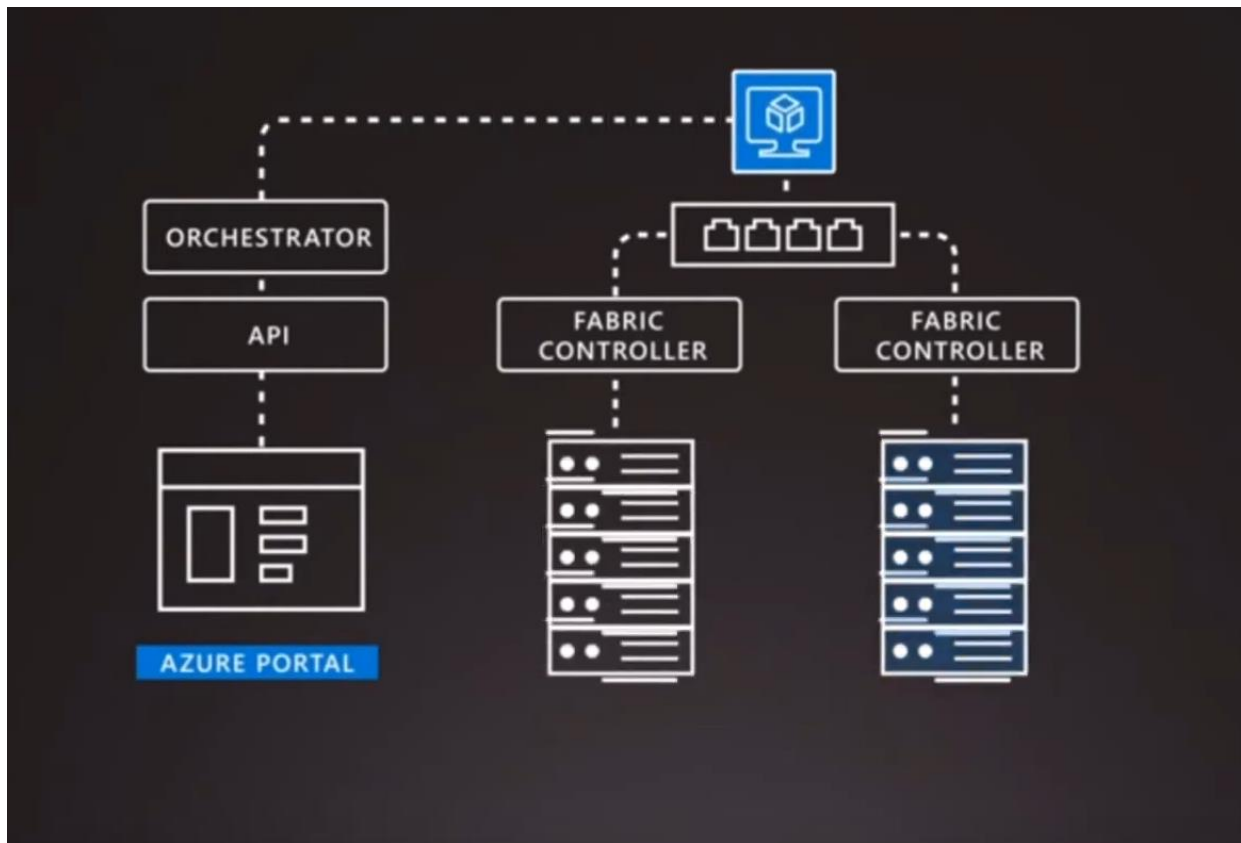 ORCHESTRATOR
API
FABRIC
CONTROLLER
FABRIC
CONTROLLER
AZURE PORTAL